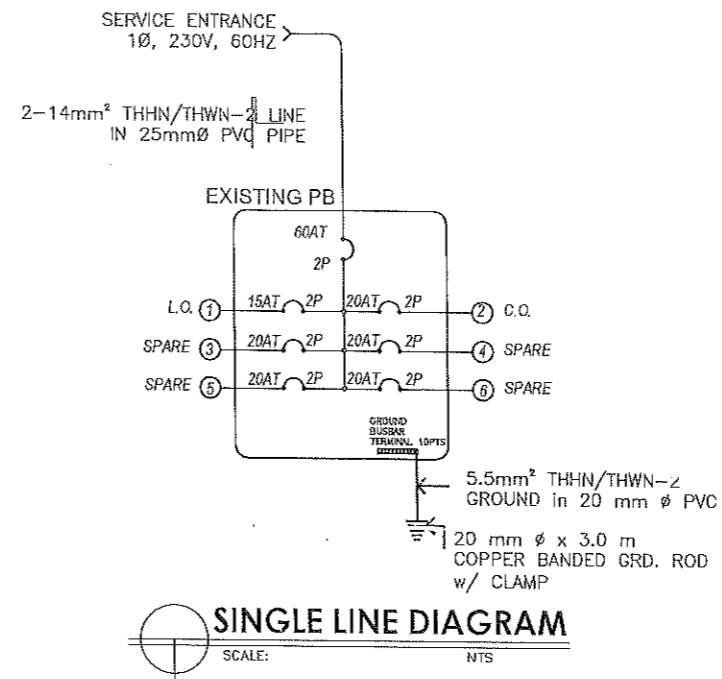 SERVICE ENTRANCE
1Ø, 230V, 60HZ
2-14mm² THHN/THWN-2 LINE
IN 25mmØ PVC PIPE
EXISTING PB
60AT
2P
L.O. 1 15AT 2P 20AT 2P 2 C.O.
SPARE 3 20AT 2P 20AT 2P 4 SPARE
SPARE 5 20AT 2P 20AT 2P 6 SPARE
GROUND
BUSBAR
TERMINAL 10PTS
5.5mm² THHN/THWN-2
GROUND in 20 mm ø PVC
20 mm ø x 3.0 m
COPPER BANDED GRD. ROD
w/ CLAMP
SINGLE LINE DIAGRAM
SCALE: NTS